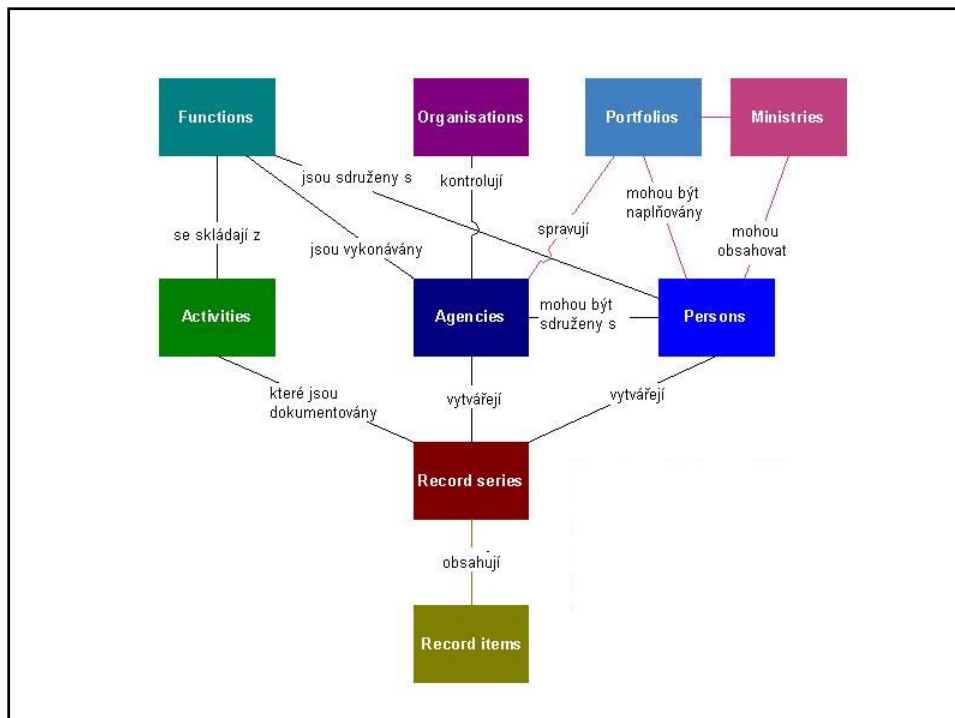 Functions
Organisations
Portfolios
Ministries
jsou sdruženy s
kontrolují
mohou být
naplňovány
spravují
mohou
obsahovat
se skládají z
jsou vykonávány
Activities
Agencies
mohou být
sdruženy s
Persons
které jsou
dokumentovány
vytvářejí
vytvářejí
Record series
obsahují
Record items